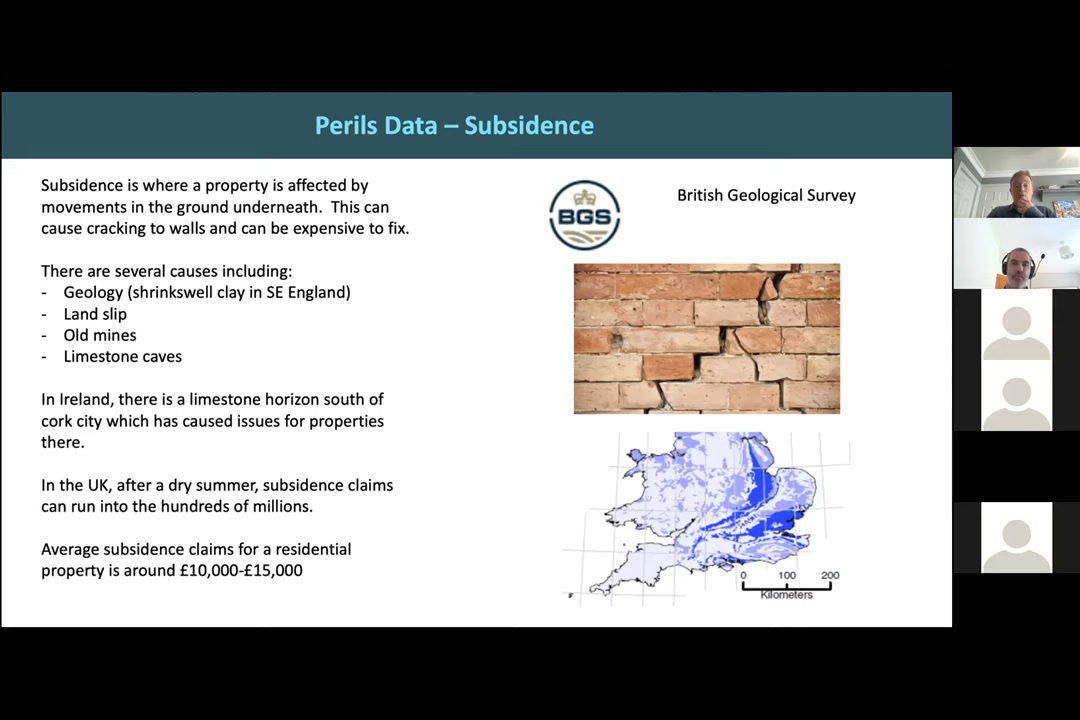 Perils Data – Subsidence
Subsidence is where a property is affected by
movements in the ground underneath.  This can
cause cracking to walls and can be expensive to fix.
There are several causes including:
- Geology (shrinkswell clay in SE England)
- Land slip
- Old mines
- Limestone caves
In Ireland, there is a limestone horizon south of
cork city which has caused issues for properties
there.
In the UK, after a dry summer, subsidence claims
can run into the hundreds of millions.
Average subsidence claims for a residential
property is around £10,000-£15,000
BGS
British Geological Survey
0 100 200
Kilometers